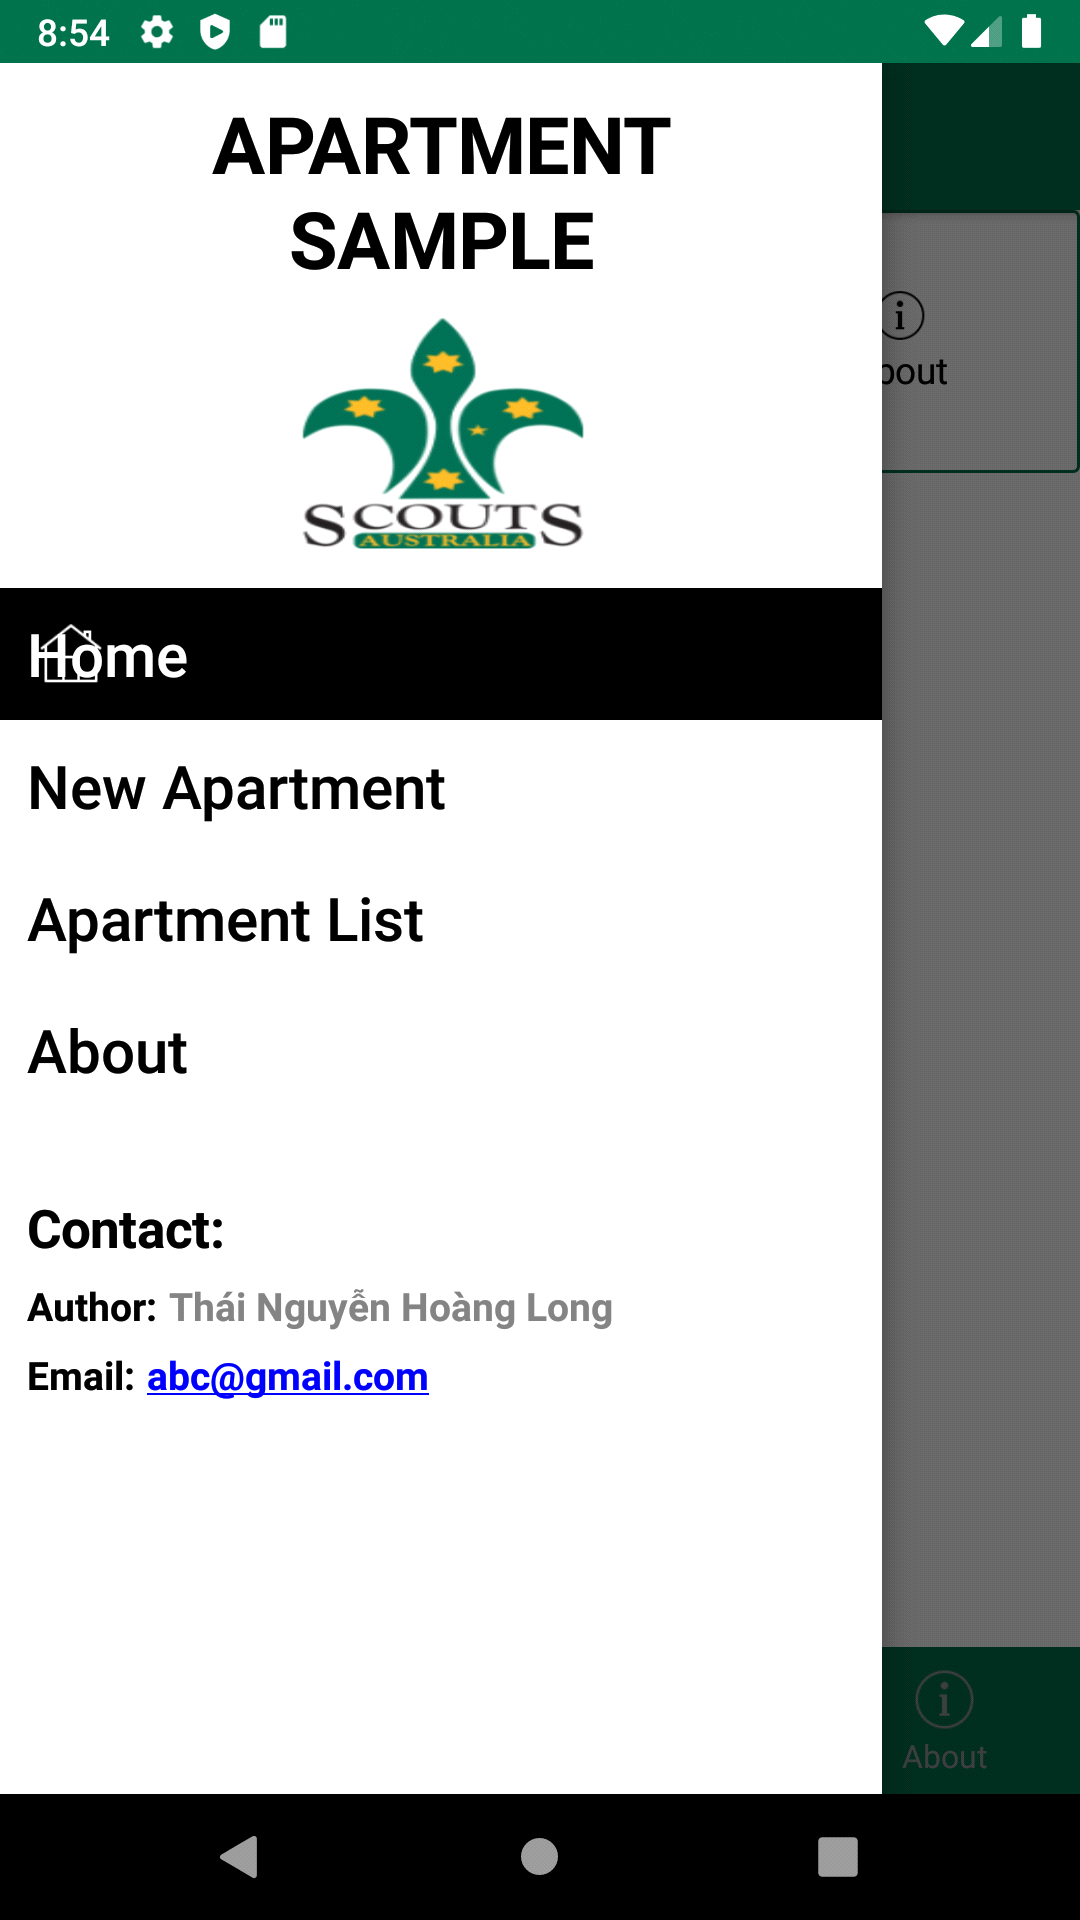 8:54
APARTMENT
SAMPLE
SCOUTS
AUSTRALIA
Home
New Apartment
Apartment List
About
Contact:
Author: Thái Nguyễn Hoàng Long
Email: abc@gmail.com
bout
About